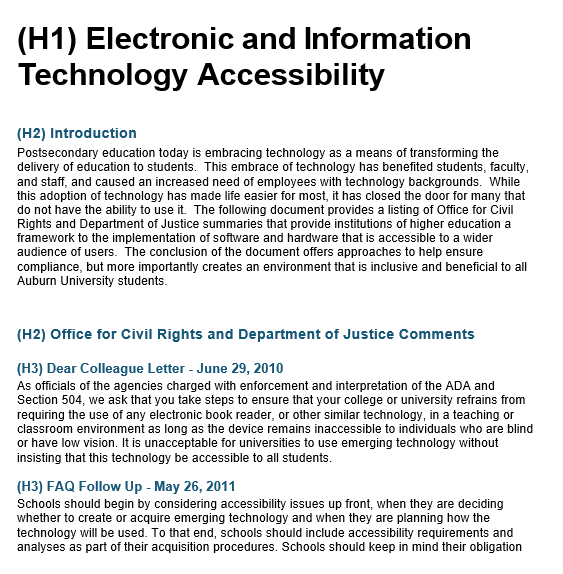 (H1) Electronic and Information
Technology Accessibility
(H2) Introduction
Postsecondary education today is embracing technology as a means of transforming the
delivery of education to students.  This embrace of technology has benefited students, faculty,
and staff, and caused an increased need of employees with technology backgrounds.  While
this adoption of technology has made life easier for most, it has closed the door for many that
do not have the ability to use it.  The following document provides a listing of Office for Civil
Rights and Department of Justice summaries that provide institutions of higher education a
framework to the implementation of software and hardware that is accessible to a wider
audience of users.  The conclusion of the document offers approaches to help ensure
compliance, but more importantly creates an environment that is inclusive and beneficial to all
Auburn University students.
(H2) Office for Civil Rights and Department of Justice Comments
(H3) Dear Colleague Letter - June 29, 2010
As officials of the agencies charged with enforcement and interpretation of the ADA and
Section 504, we ask that you take steps to ensure that your college or university refrains from
requiring the use of any electronic book reader, or other similar technology, in a teaching or
classroom environment as long as the device remains inaccessible to individuals who are blind
or have low vision. It is unacceptable for universities to use emerging technology without
insisting that this technology be accessible to all students.
(H3) FAQ Follow Up - May 26, 2011
Schools should begin by considering accessibility issues up front, when they are deciding
whether to create or acquire emerging technology and when they are planning how the
technology will be used. To that end, schools should include accessibility requirements and
analyses as part of their acquisition procedures. Schools should keep in mind their obligation